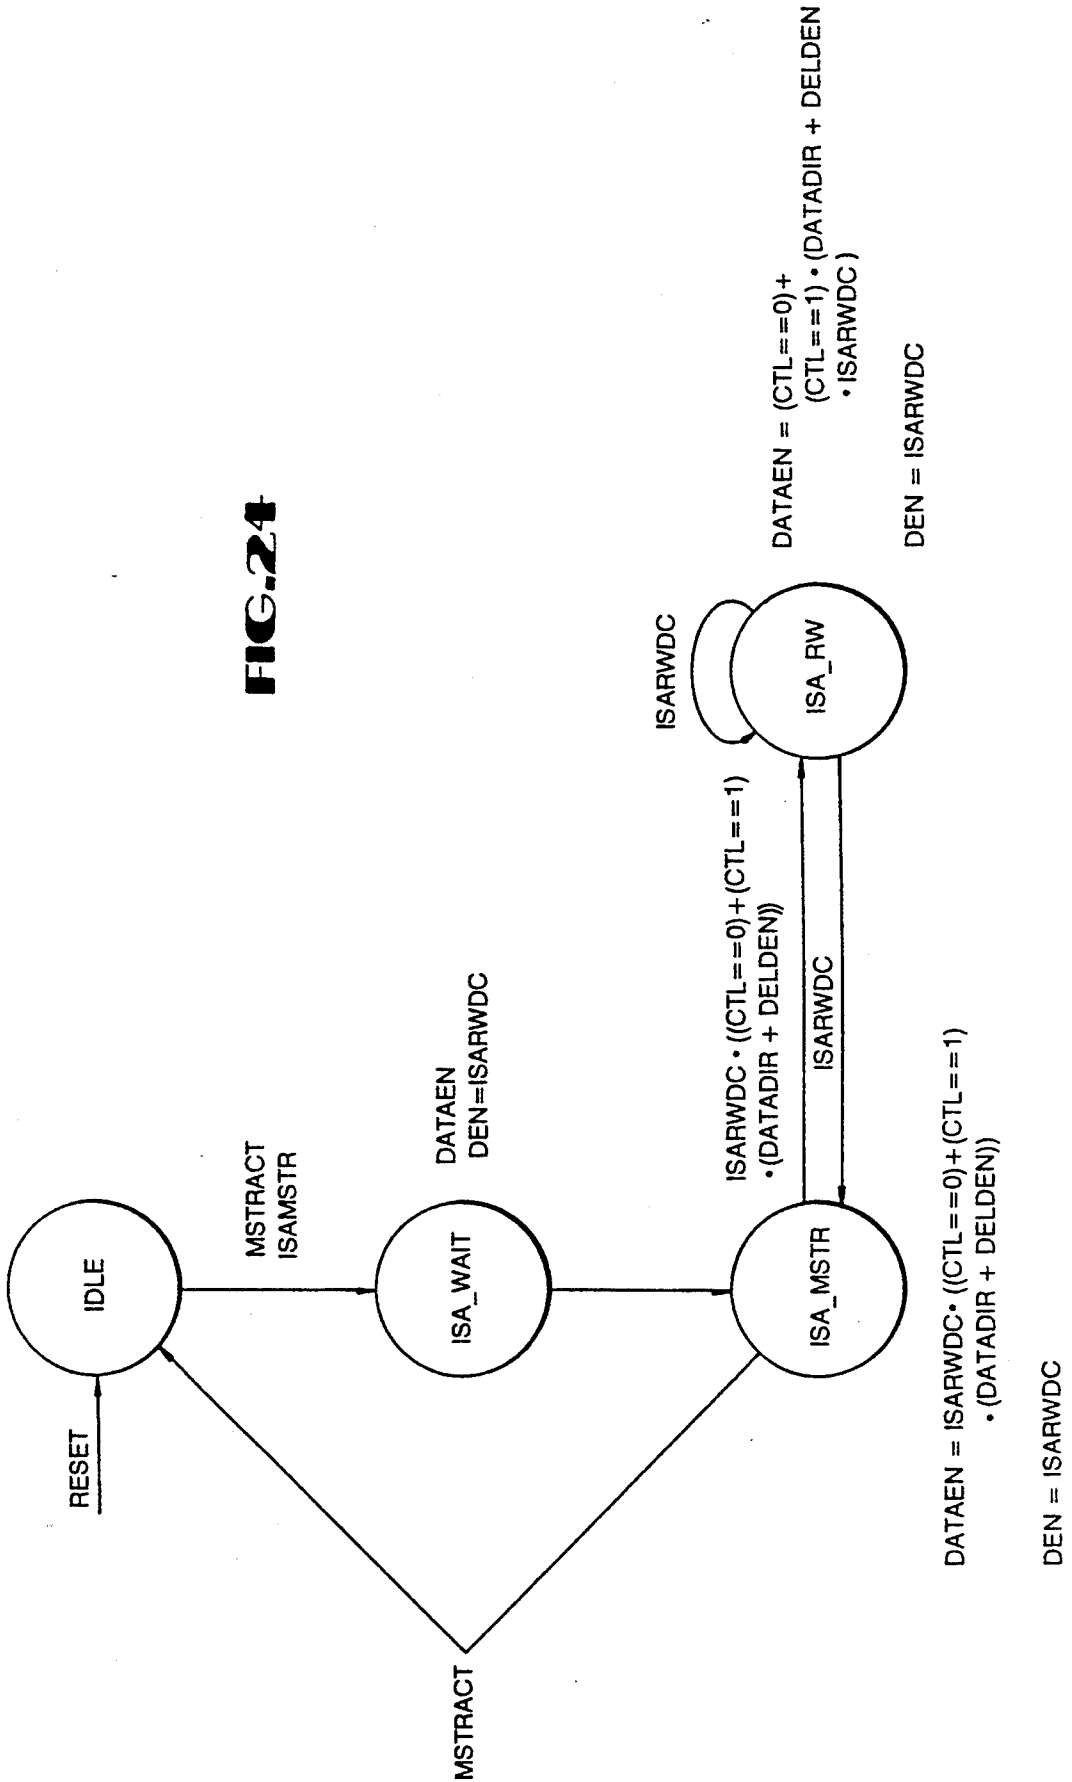 FIG.24
RESET
IDLE
MSTRACT
ISAMSTR
ISA_WAIT
DATAEN
DEN=ISARWDC
MSTRACT
ISA_MSTR
ISARWDC • ((CTL==0)+(CTL==1)
• (DATADIR + DELDEN))
ISARWDC
ISARWDC
ISA_RW
DATAEN = (CTL==0)+
(CTL==1) • (DATADIR + DELDEN
• ISARWDC)
DEN = ISARWDC
DATAEN = ISARWDC• ((CTL==0)+(CTL==1)
• (DATADIR + DELDEN))
DEN = ISARWDC